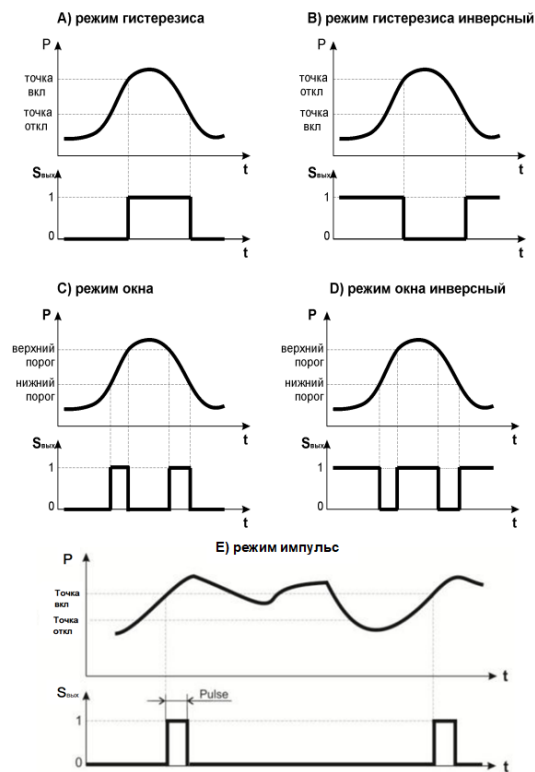 A) режим гистерезиса
P
точка
вкл
точка
откл
t
Sвых
1
0
t
B) режим гистерезиса инверсный
P
точка
откл
точка
вкл
t
Sвых
1
0
t
C) режим окна
P
верхний
порог
нижний
порог
t
Sвых
1
0
t
D) режим окна инверсный
P
верхний
порог
нижний
порог
t
Sвых
1
0
t
E) режим импульс
P
Точка
вкл
Точка
откл
t
Sвых
Pulse
1
0
t